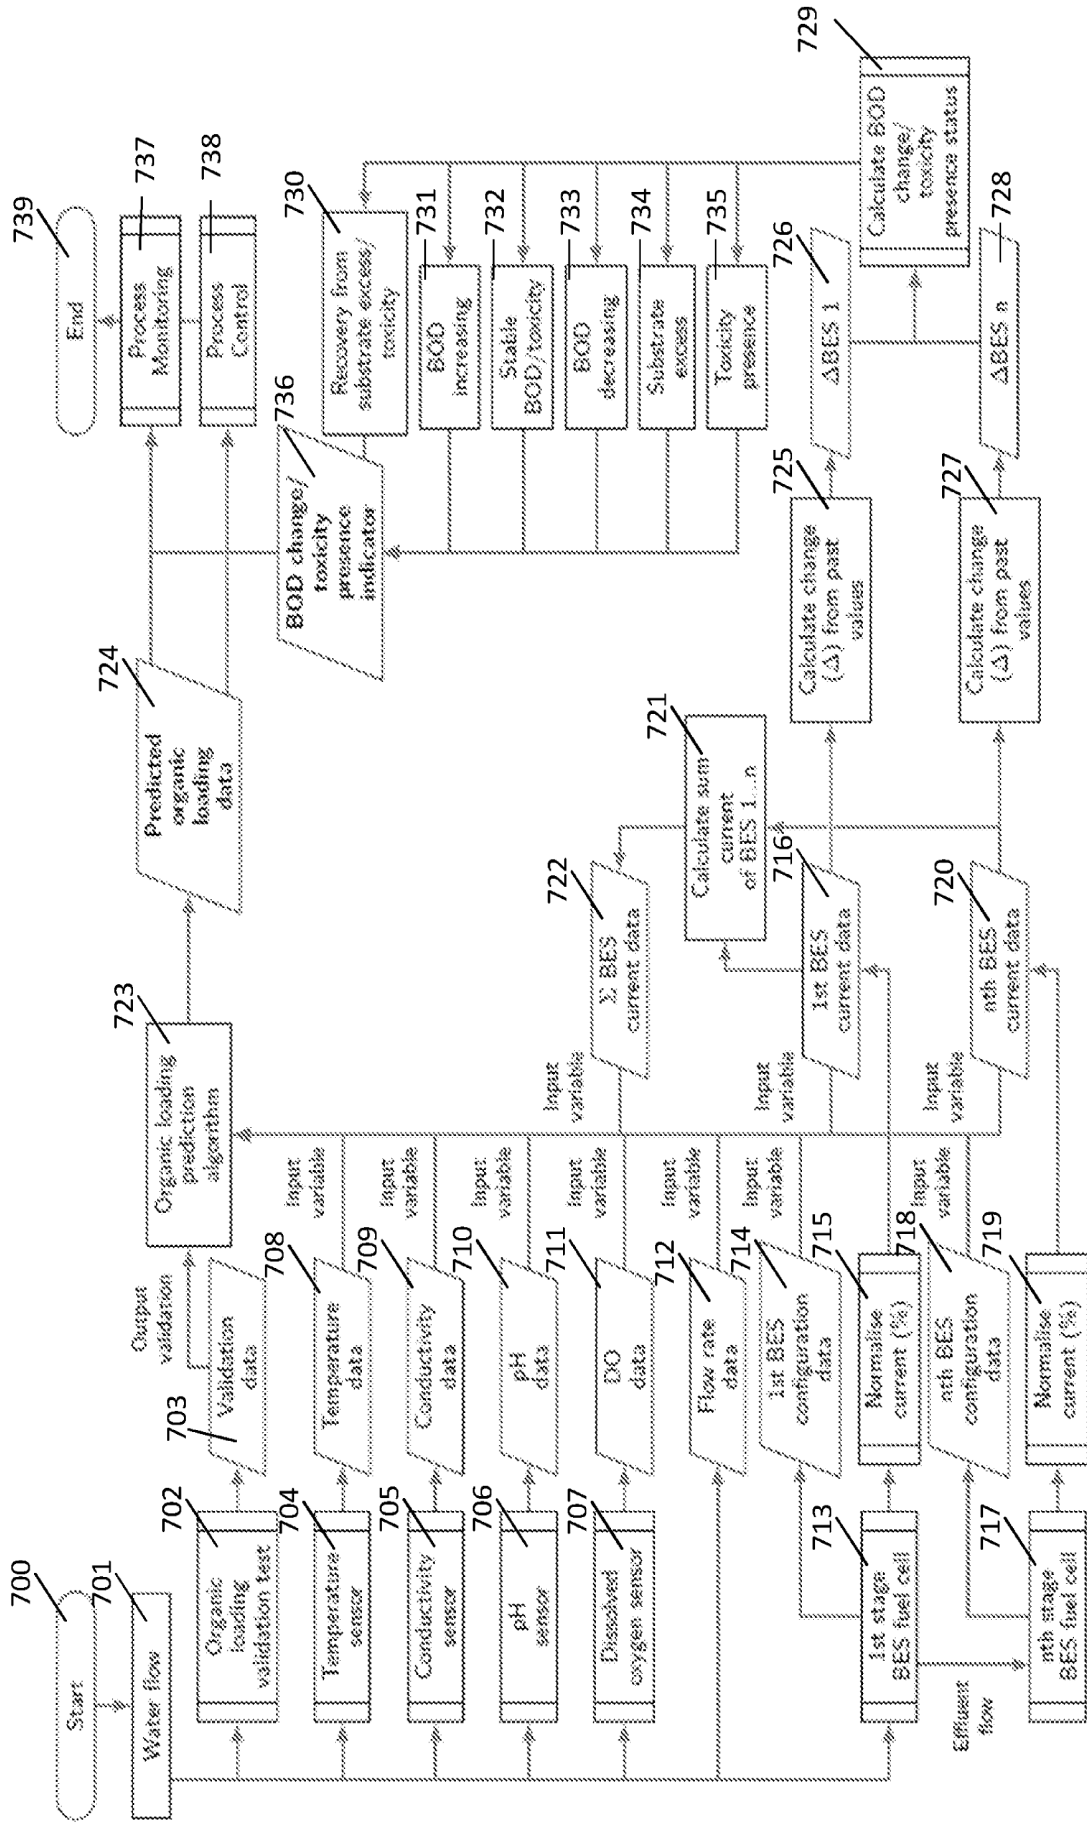 700
Start
701
Water flow
702
Organic
loading
validation test
703
Validation
data
Output
validation
704
Temperature
sensor
708
Temperature
data
Input
variable
705
Conductivity
sensor
709
Conductivity
data
Input
variable
706
pH
sensor
710
pH
data
Input
variable
707
Dissolved
oxygen sensor
711
DO
data
Input
variable
712
Flow rate
data
713
1st stage
BES fuel cell
714
1st BES
configuration
data
715
Normalise
current (%)
Effluent
flow
717
nth stage
BES fuel cell
718
nth BES
configuration
data
719
Normalise
current (%)
723
Organic loading
prediction
algorithm
Input
variable
722
Σ BES
current data
Input
variable
716
1st BES
current data
Input
variable
720
nth BES
current data
721
Calculate sum
current
of BES 1...n
724
Predicted
organic
loading
data
725
Calculate change
(Δ) from past
values
726
ΔBES 1
727
Calculate change
(Δ) from past
values
728
ΔBES n
729
Calculate BOD
change/
toxicity
presence status
730
Recovery from
substrate excess/
toxicity
731
BOD
increasing
732
Stable
BOD/toxicity
733
BOD
decreasing
734
Substrate
excess
735
Toxicity
presence
736
BOD change/
toxicity
presence
indicator
737
Process
Monitoring
738
Process
Control
739
End